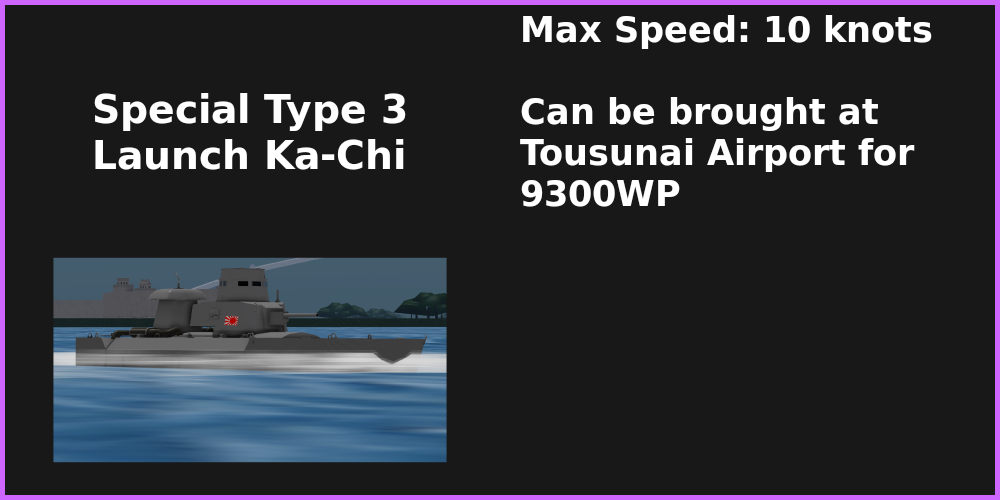 Special Type 3
Launch Ka-Chi
Max Speed: 10 knots
Can be brought at
Tousunai Airport for
9300WP